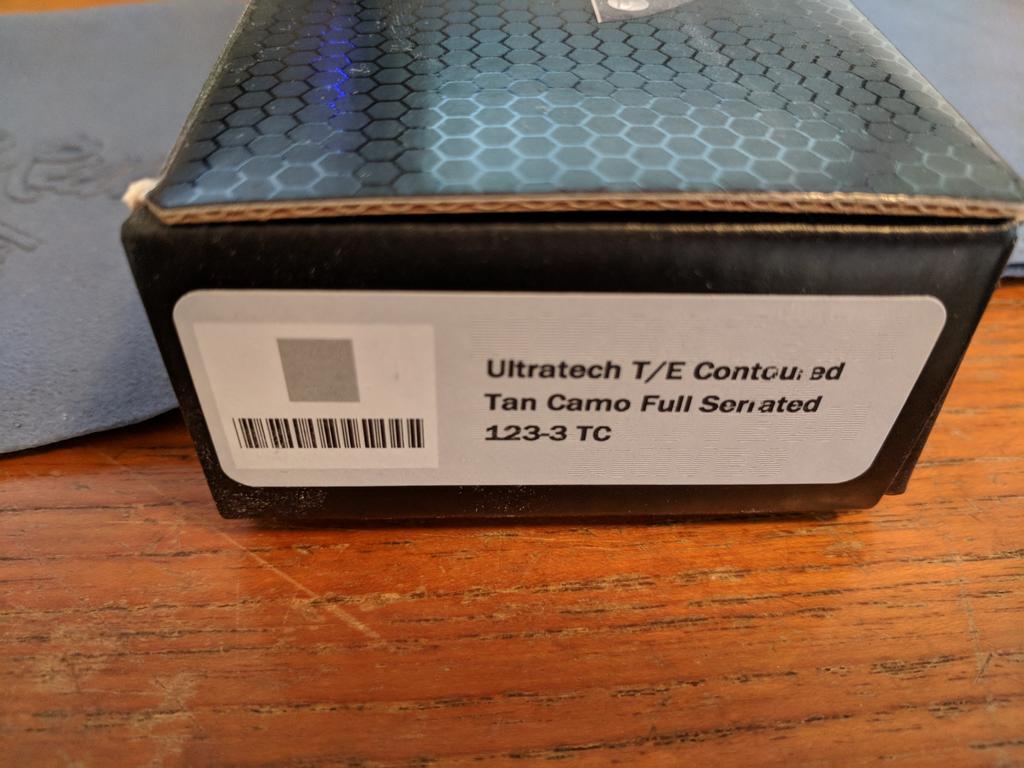 Ultratech T/E Contoured
Tan Camo Full Serrated
123-3 TC